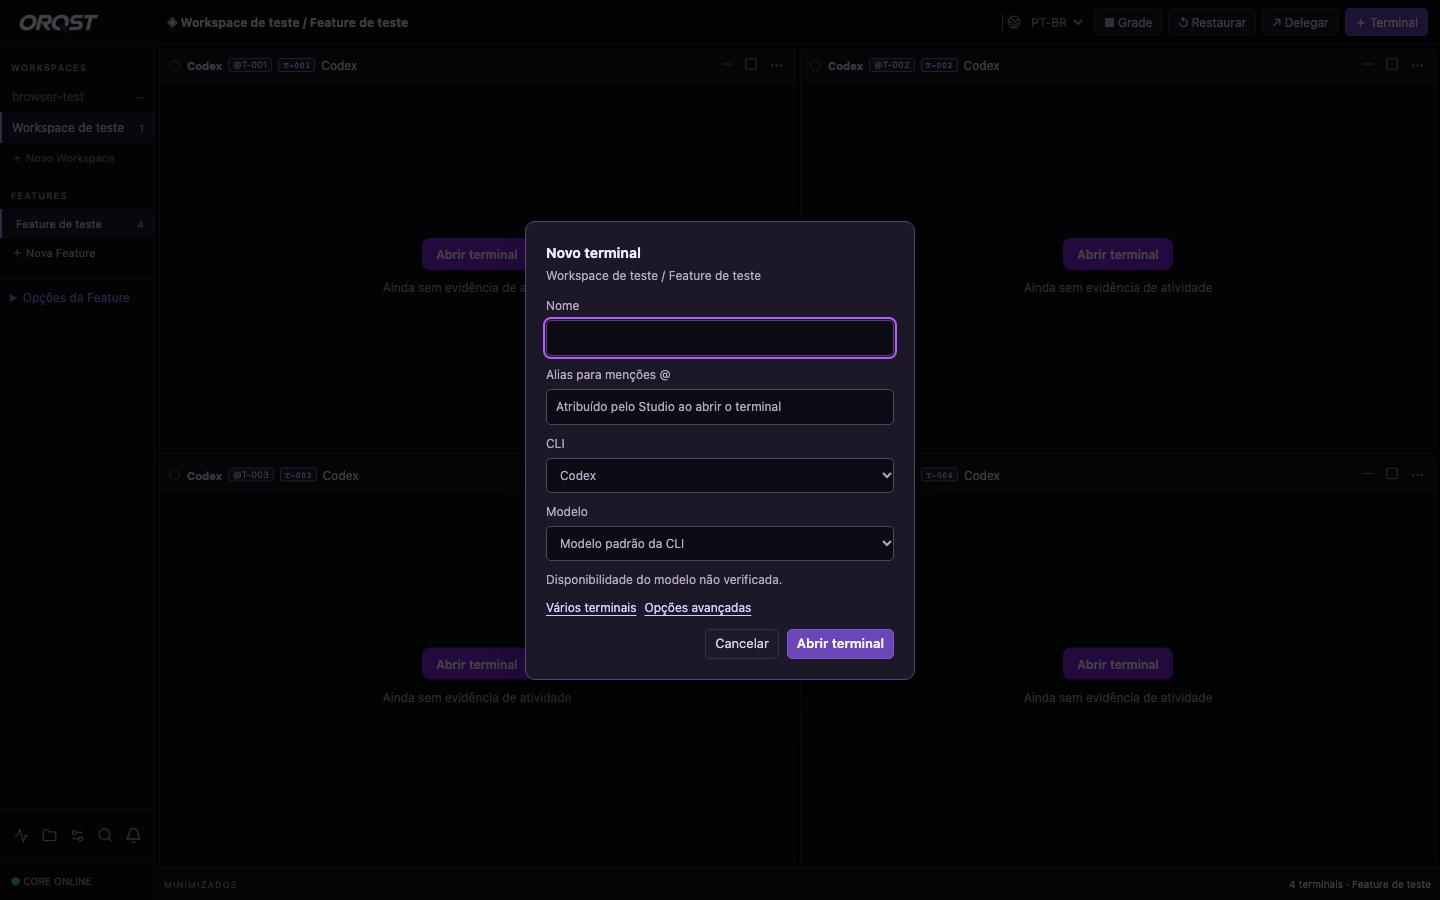 OROST
◈ Workspace de teste / Feature de teste
PT-BR
Grade
Restaurar
Delegar
+ Terminal
WORKSPACES
browser-test
Workspace de teste 1
+ Novo Workspace
FEATURES
Feature de teste 4
+ Nova Feature
Opções da Feature
Codex @T-001 T-001 Codex
Codex @T-002 T-002 Codex
Abrir terminal
Ainda sem evidência de a
Abrir terminal
Ainda sem evidência de atividade
Novo terminal
Workspace de teste / Feature de teste
Nome
Alias para menções @
Atribuído pelo Studio ao abrir o terminal
CLI
Codex
Modelo
Modelo padrão da CLI
Disponibilidade do modelo não verificada.
Vários terminais Opções avançadas
Cancelar Abrir terminal
Codex @T-003 T-003 Codex
T-004 Codex
Abrir terminal
Ainda sem evidência de atividade
Abrir terminal
Ainda sem evidência de atividade
CORE ONLINE
MINIMIZADOS
4 terminais · Feature de teste